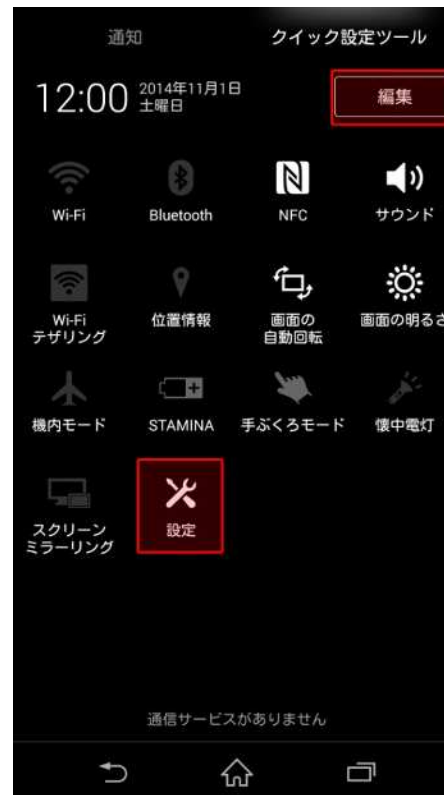 通知 クイック設定ツール
12:00 2014年11月1日
土曜日
編集
Wi-Fi Bluetooth NFC サウンド
Wi-Fi
テザリング
位置情報
画面の
自動回転
画面の明るさ
機内モード STAMINA 手ぶくろモード 懐中電灯
スクリーン
ミラーリング
設定
通信サービスがありません